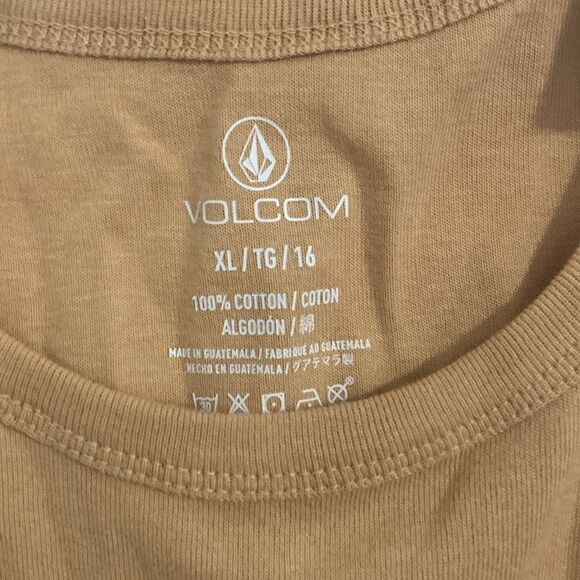 VOLCOM
XL / TG / 16
100% COTTON / COTON
ALGODÓN / 綿
MADE IN GUATEMALA / FABRIQUÉ AU GUATEMALA
HECHO EN GUATEMALA / グアテマラ製
30